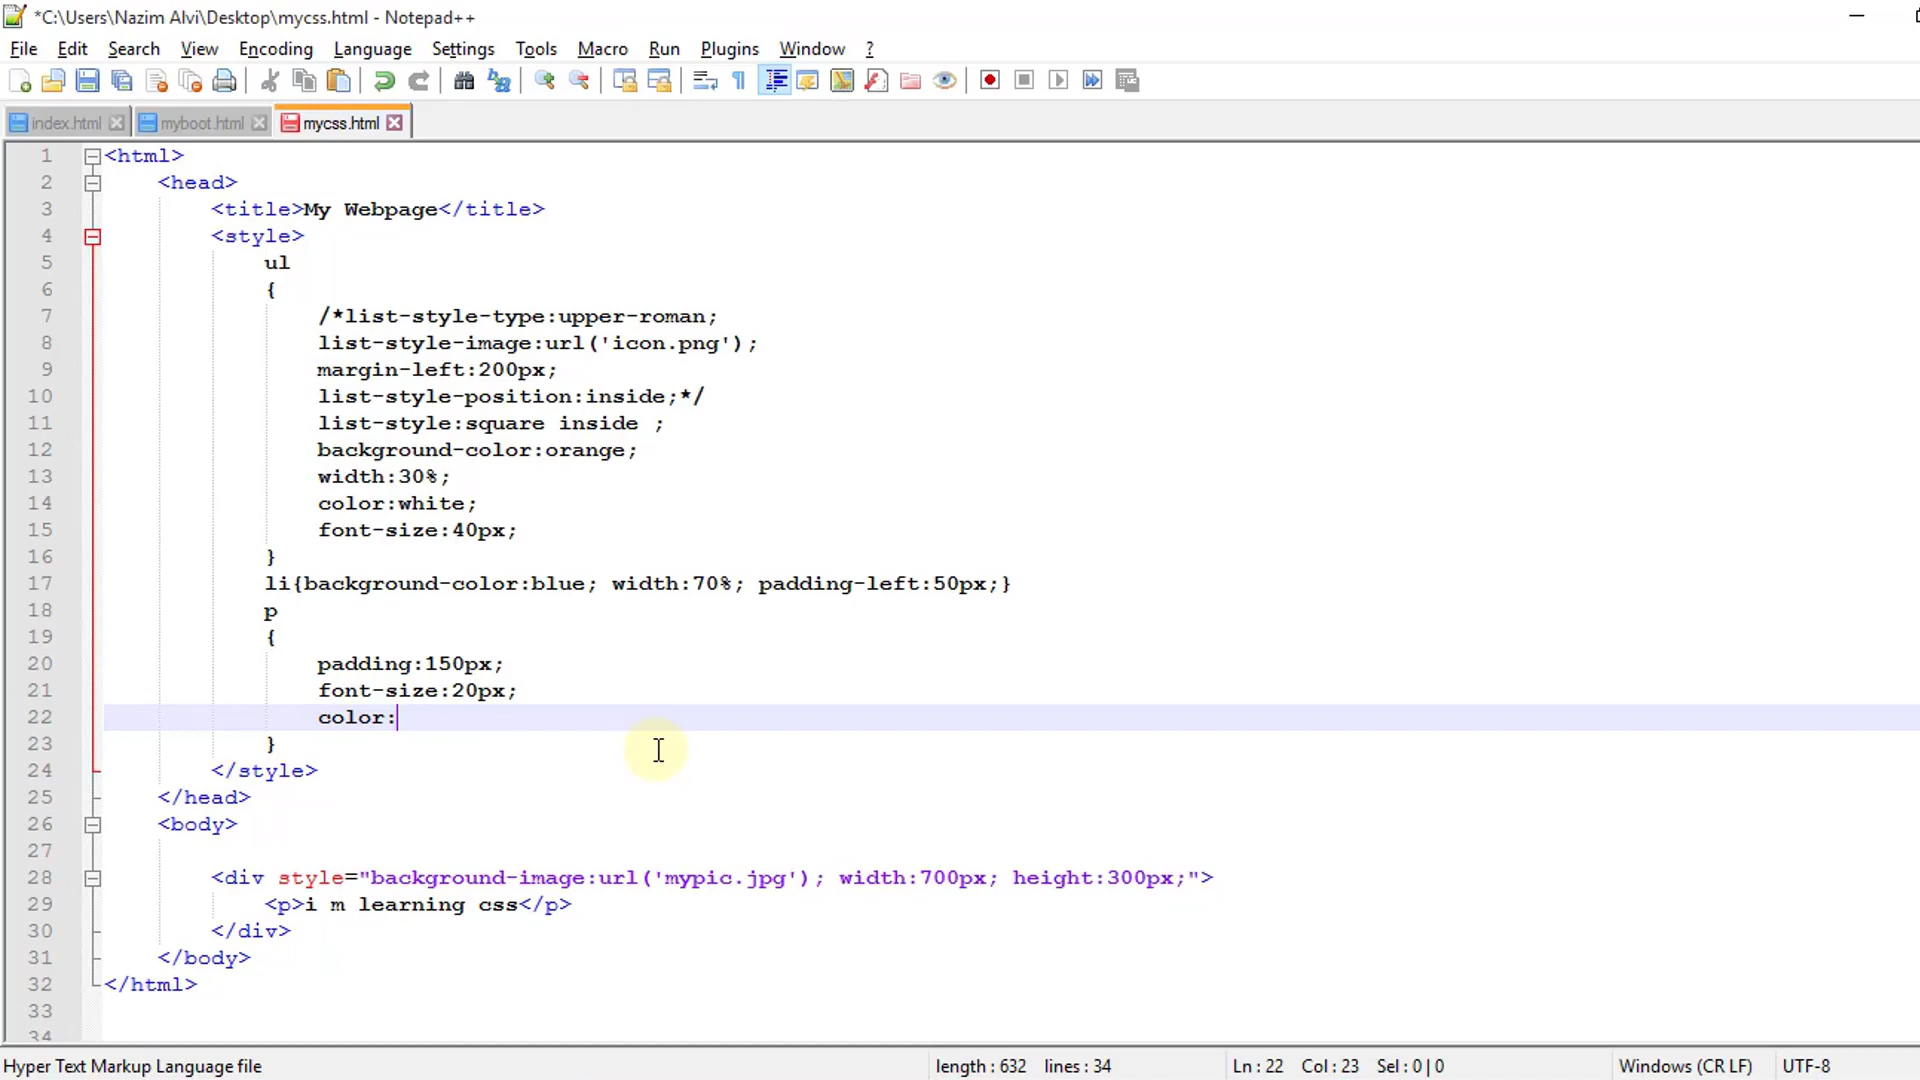 *C:\Users\Nazim Alvi\Desktop\mycss.html - Notepad++
File Edit Search View Encoding Language Settings Tools Macro Run Plugins Window ?
index.html myboot.html mycss.html
1 <html>
2 <head>
3 <title>My Webpage</title>
4 <style>
5 ul
6 {
7 /*list-style-type:upper-roman;
8 list-style-image:url('icon.png');
9 margin-left:200px;
10 list-style-position:inside;*/
11 list-style:square inside ;
12 background-color:orange;
13 width:30%;
14 color:white;
15 font-size:40px;
16 }
17 li{background-color:blue; width:70%; padding-left:50px;}
18 p
19 {
20 padding:150px;
21 font-size:20px;
22 color:
23 }
24 </style>
25 </head>
26 <body>
27
28 <div style="background-image:url('mypic.jpg'); width:700px; height:300px;">
29 <p>i m learning css</p>
30 </div>
31 </body>
32 </html>
33
34
Hyper Text Markup Language file length : 632 lines : 34 Ln : 22 Col : 23 Sel : 0 | 0 Windows (CR LF) UTF-8